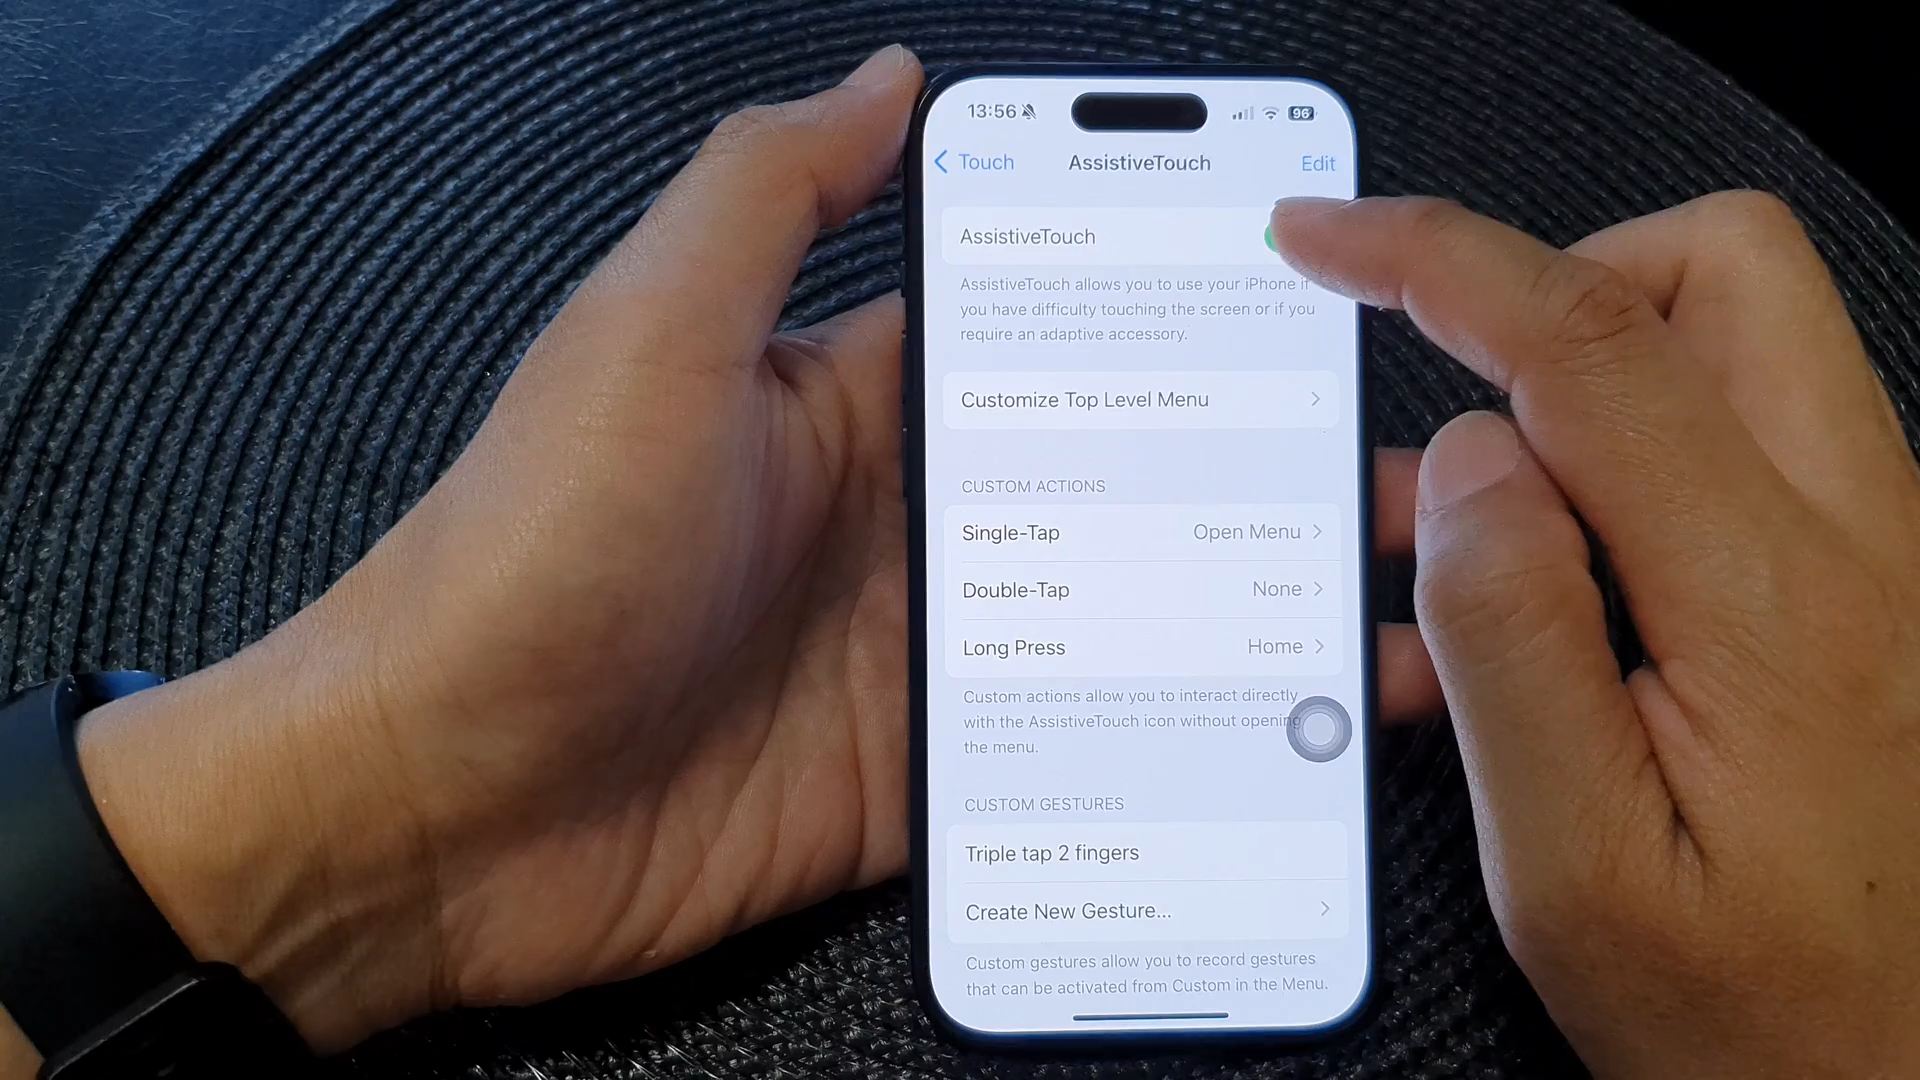 13:56
96
Touch
AssistiveTouch
Edit
AssistiveTouch
AssistiveTouch allows you to use your iPhone if
you have difficulty touching the screen or if you
require an adaptive accessory.
Customize Top Level Menu
CUSTOM ACTIONS
Single-Tap Open Menu
Double-Tap None
Long Press Home
Custom actions allow you to interact directly
with the AssistiveTouch icon without opening
the menu.
CUSTOM GESTURES
Triple tap 2 fingers
Create New Gesture...
Custom gestures allow you to record gestures
that can be activated from Custom in the Menu.